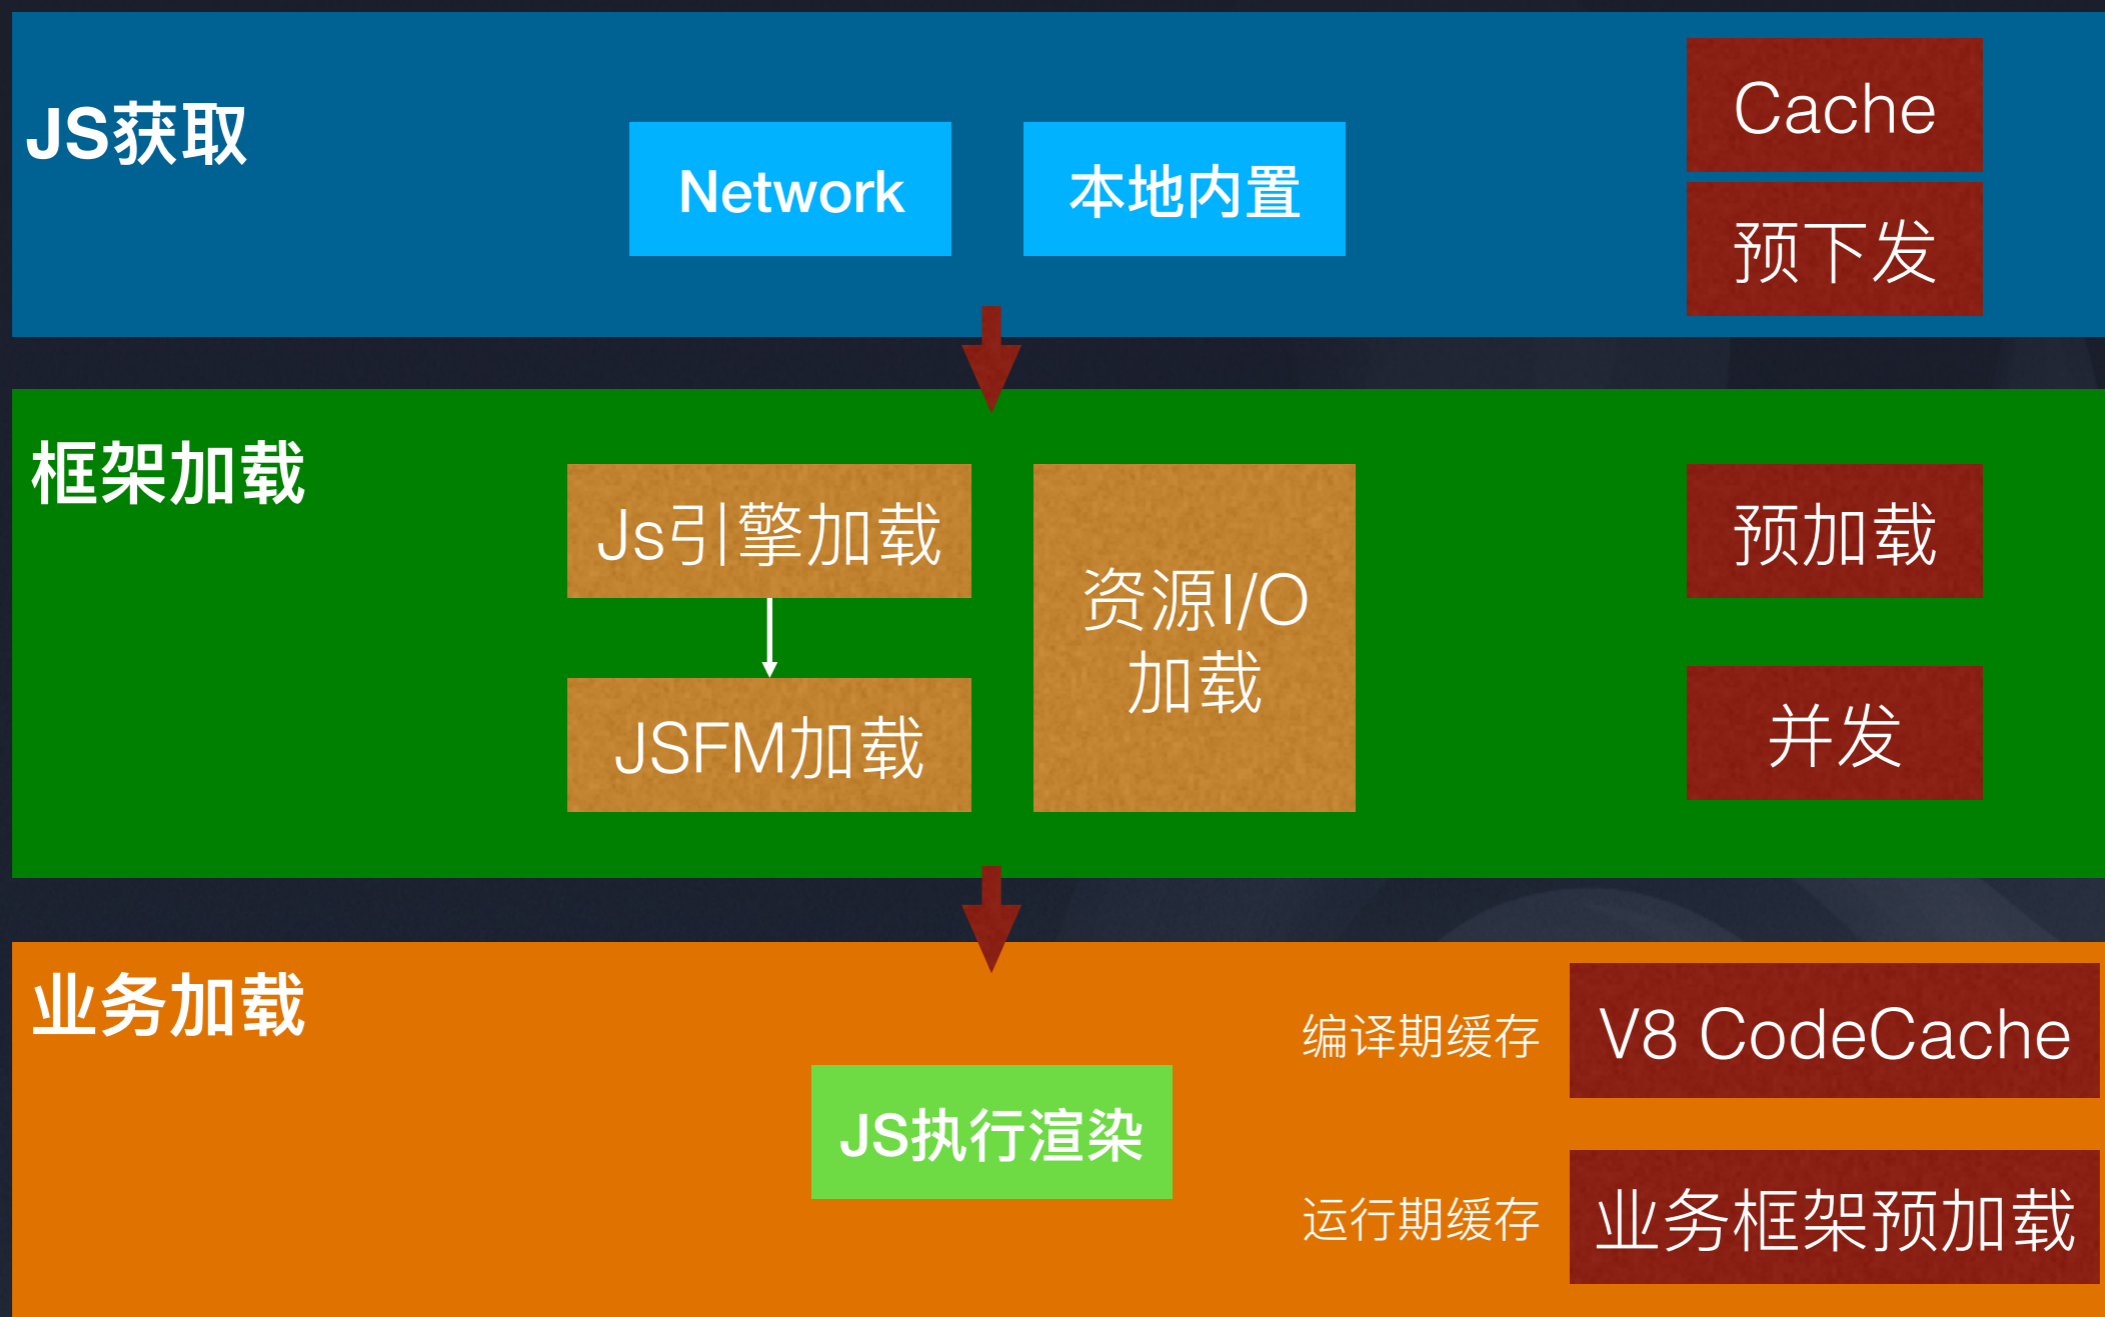 JS获取
Network
本地内置
Cache
预下发
框架加载
Js引擎加载
JSFM加载
资源I/O
加载
预加载
并发
业务加载
JS执行渲染
编译期缓存
V8 CodeCache
运行期缓存
业务框架预加载